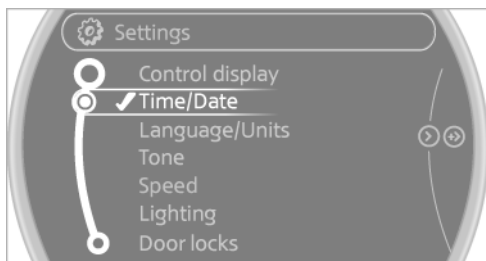 Settings
Control display
Time/Date
Language/Units
Tone
Speed
Lighting
Door locks